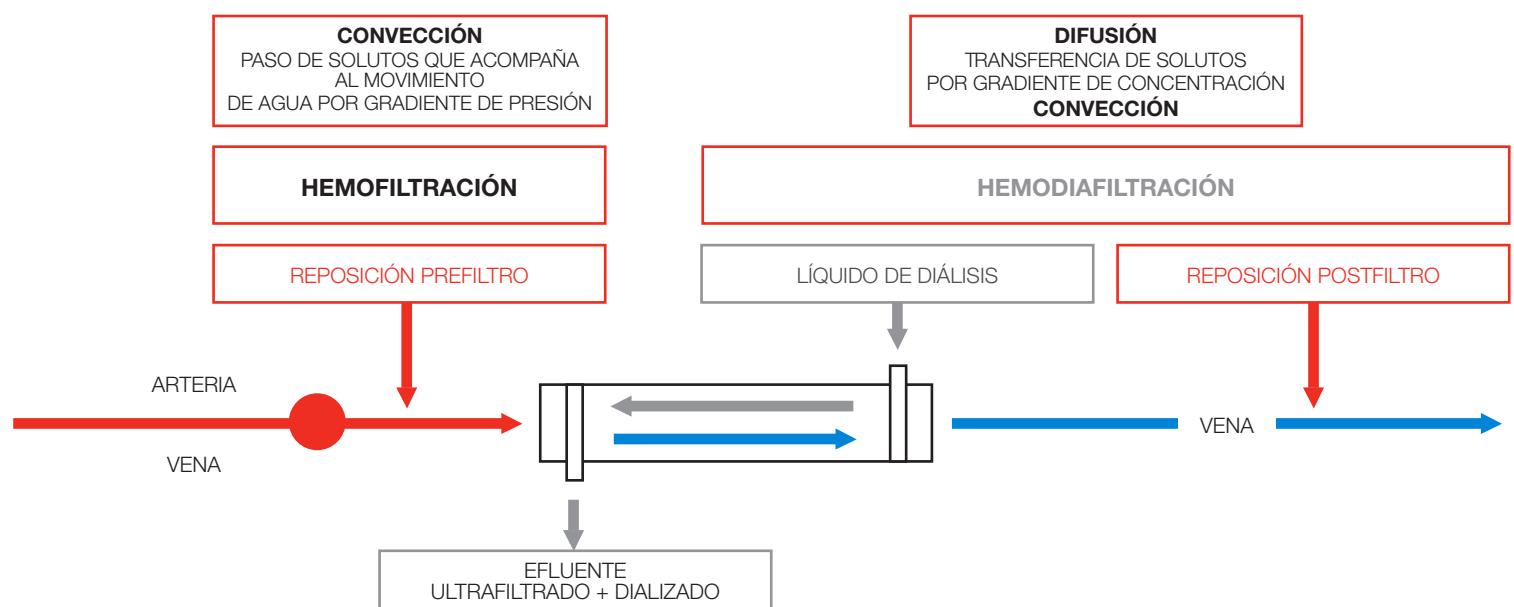 CONVECCIÓN
PASO DE SOLUTOS QUE ACOMPAÑA
AL MOVIMIENTO
DE AGUA POR GRADIENTE DE PRESIÓN
DIFUSIÓN
TRANSFERENCIA DE SOLUTOS
POR GRADIENTE DE CONCENTRACIÓN
CONVECCIÓN
HEMOFILTRACIÓN
HEMODIAFILTRACIÓN
REPOSICIÓN PREFILTRO
LÍQUIDO DE DIÁLISIS
REPOSICIÓN POSTFILTRO
ARTERIA
VENA
VENA
EFLUENTE
ULTRAFILTRADO + DIALIZADO